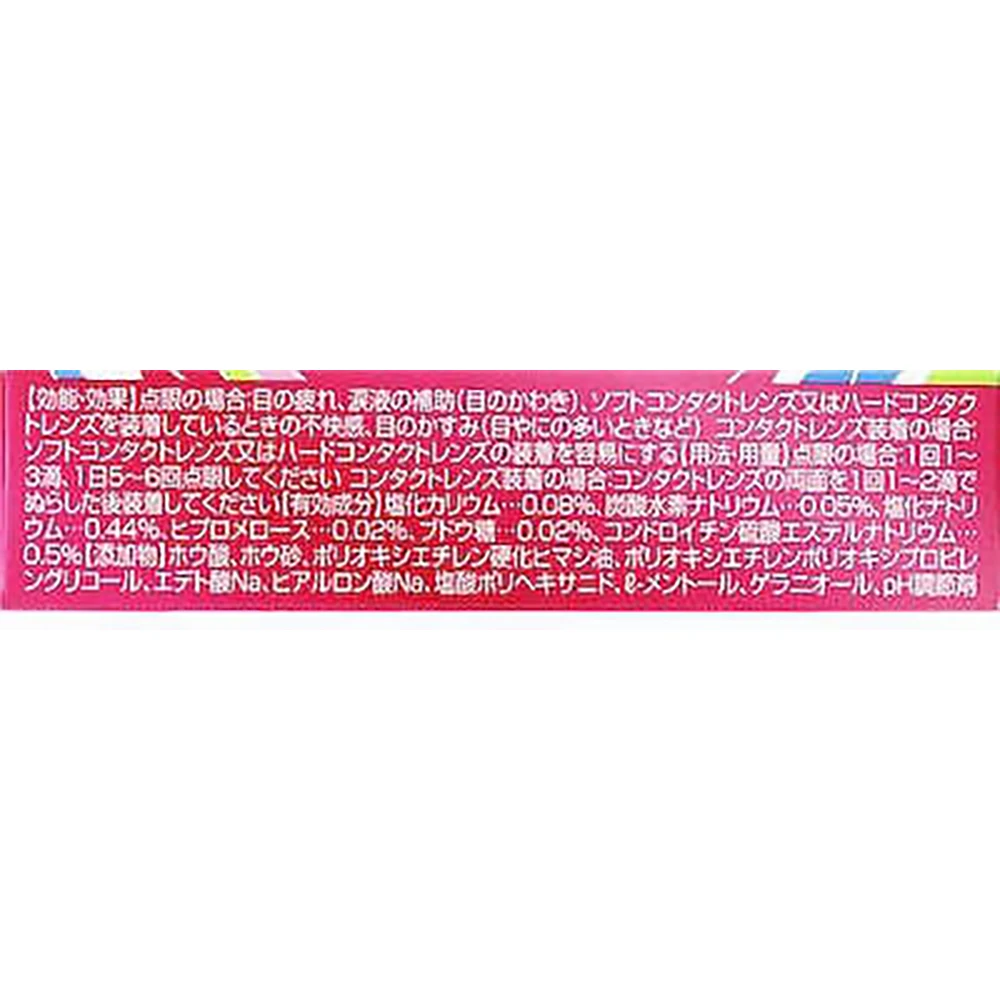 【効能・効果】点眼の場合:目の疲れ、涙液の補助(目のかわき)、ソフトコンタクトレンズ又はハードコンタク
トレンズを装着しているときの不快感、目のかすみ(目やにの多いときなど) コンタクトレンズ装着の場合:
ソフトコンタクトレンズ又はハードコンタクトレンズの装着を容易にする【用法・用量】点眼の場合:1回1〜
3滴、1日5〜6回点眼してください コンタクトレンズ装着の場合:コンタクトレンズの両面を1回1〜2滴で
ぬらした後装着してください【有効成分】塩化カリウム…0.08%、炭酸水素ナトリウム…0.05%、塩化ナトリ
ウム…0.44%、ヒプロメロース…0.02%、ブドウ糖…0.02%、コンドロイチン硫酸エステルナトリウム…
0.5%【添加物】ホウ酸、ホウ砂、ポリオキシエチレン硬化ヒマシ油、ポリオキシエチレンポリオキシプロピレ
ングリコール、エデト酸Na、ヒアルロン酸Na、塩酸ポリヘキサニド、ℓ-メントール、ゲラニオール、pH調節剤